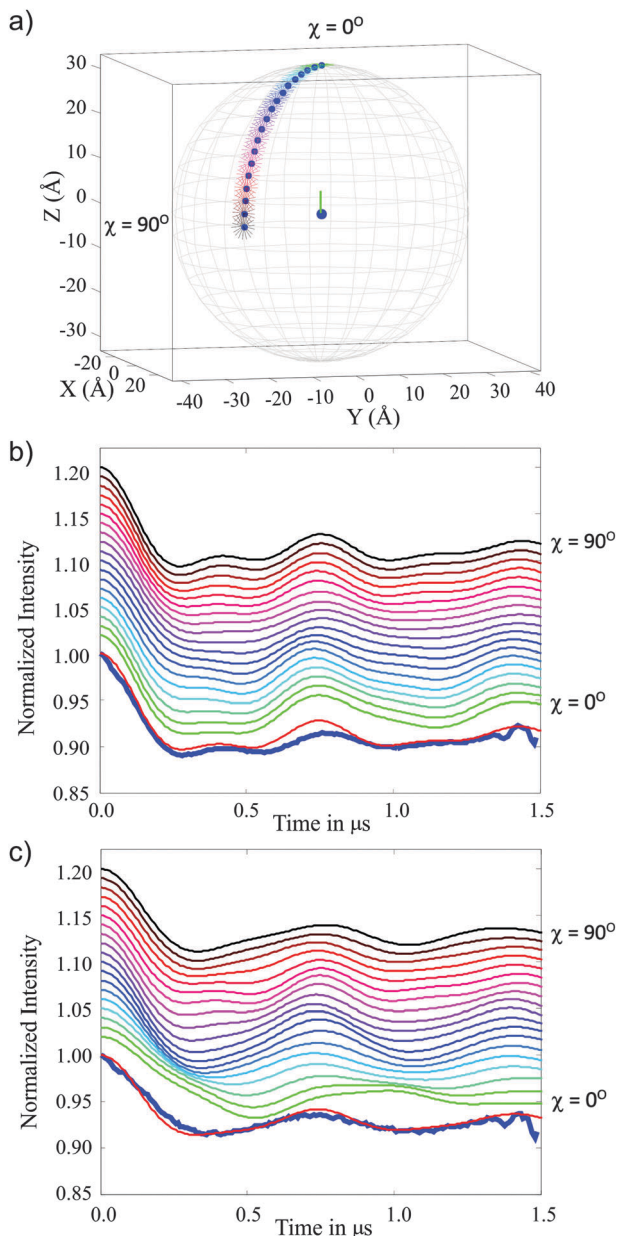 a)
χ = 0°
30
20
10
0
-10
-20
-30
Z (Å)
χ = 90°
-20
0
20
X (Å)
-40
-30
-20
-10
0
10
20
30
40
Y (Å)
b)
1.20
1.15
1.10
1.05
1.00
0.95
0.90
0.85
Normalized Intensity
χ = 90°
χ = 0°
0.0
0.5
1.0
1.5
Time in μs
c)
1.20
1.15
1.10
1.05
1.00
0.95
0.90
0.85
Normalized Intensity
χ = 90°
χ = 0°
0.0
0.5
1.0
1.5
Time in μs